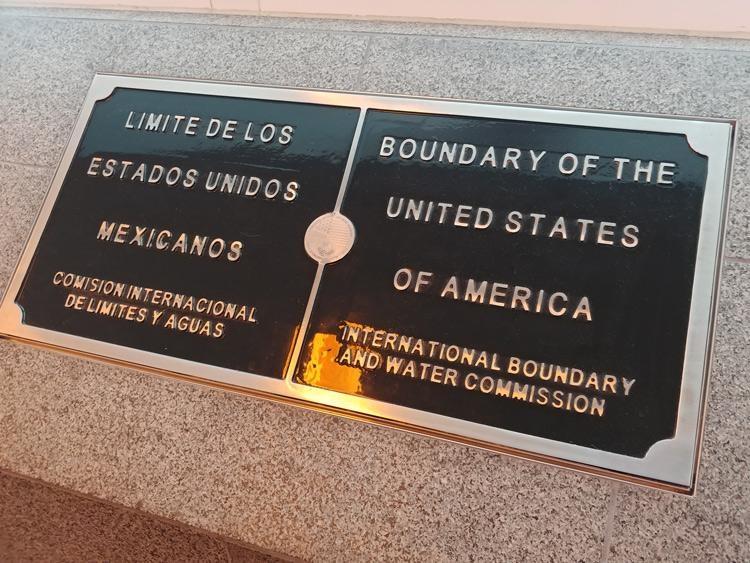 LIMITE DE LOS
ESTADOS UNIDOS
MEXICANOS
COMISION INTERNACIONAL
DE LIMITES Y AGUAS
BOUNDARY OF THE
UNITED STATES
OF AMERICA
INTERNATIONAL BOUNDARY
AND WATER COMMISSION